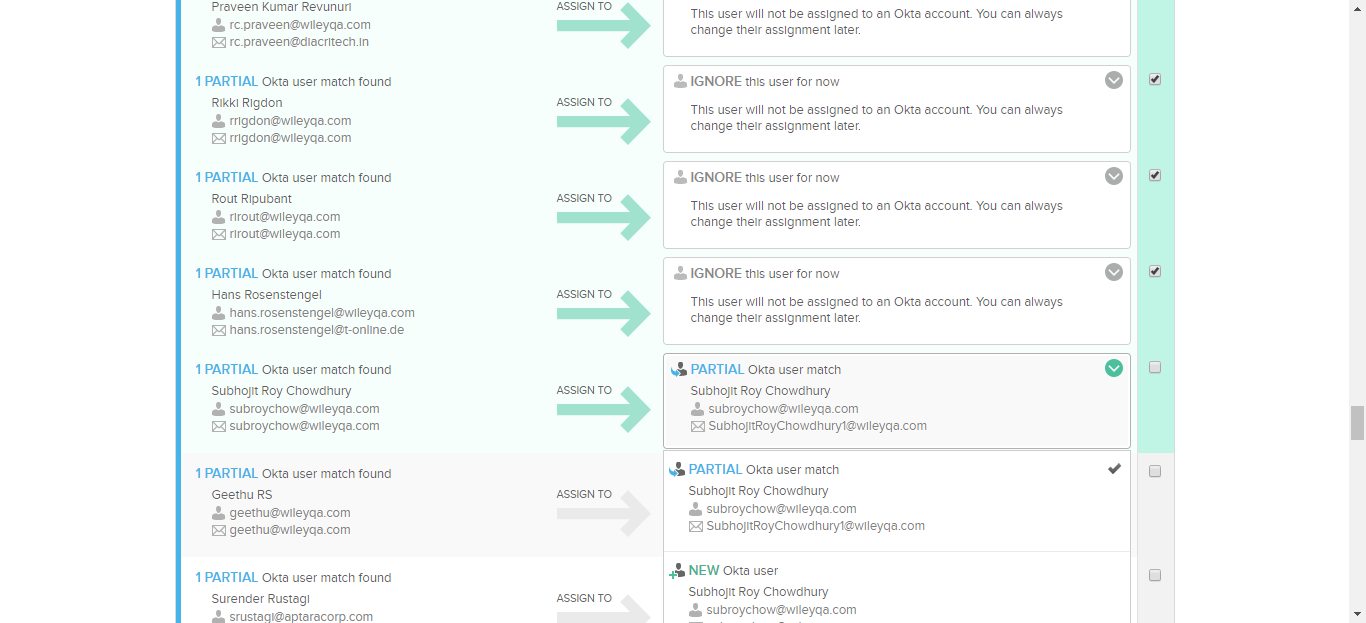 Praveen Kumar Revunuri
rc.praveen@wileyqa.com
rc.praveen@diacritech.in
ASSIGN TO
This user will not be assigned to an Okta account. You can always
change their assignment later.
1 PARTIAL Okta user match found
Rikki Rigdon
rrigdon@wileyqa.com
rrigdon@wileyqa.com
ASSIGN TO
IGNORE this user for now
This user will not be assigned to an Okta account. You can always
change their assignment later.
1 PARTIAL Okta user match found
Rout Ripubant
rirout@wileyqa.com
rirout@wileyqa.com
ASSIGN TO
IGNORE this user for now
This user will not be assigned to an Okta account. You can always
change their assignment later.
1 PARTIAL Okta user match found
Hans Rosenstengel
hans.rosenstengel@wileyqa.com
hans.rosenstengel@t-online.de
ASSIGN TO
IGNORE this user for now
This user will not be assigned to an Okta account. You can always
change their assignment later.
1 PARTIAL Okta user match found
Subhojit Roy Chowdhury
subroychow@wileyqa.com
subroychow@wileyqa.com
ASSIGN TO
PARTIAL Okta user match
Subhojit Roy Chowdhury
subroychow@wileyqa.com
SubhojitRoyChowdhury1@wileyqa.com
1 PARTIAL Okta user match found
Geethu RS
geethu@wileyqa.com
geethu@wileyqa.com
ASSIGN TO
PARTIAL Okta user match
Subhojit Roy Chowdhury
subroychow@wileyqa.com
SubhojitRoyChowdhury1@wileyqa.com
1 PARTIAL Okta user match found
Surender Rustagi
srustagi@aptaracorp.com
ASSIGN TO
NEW Okta user
Subhojit Roy Chowdhury
subroychow@wileyqa.com